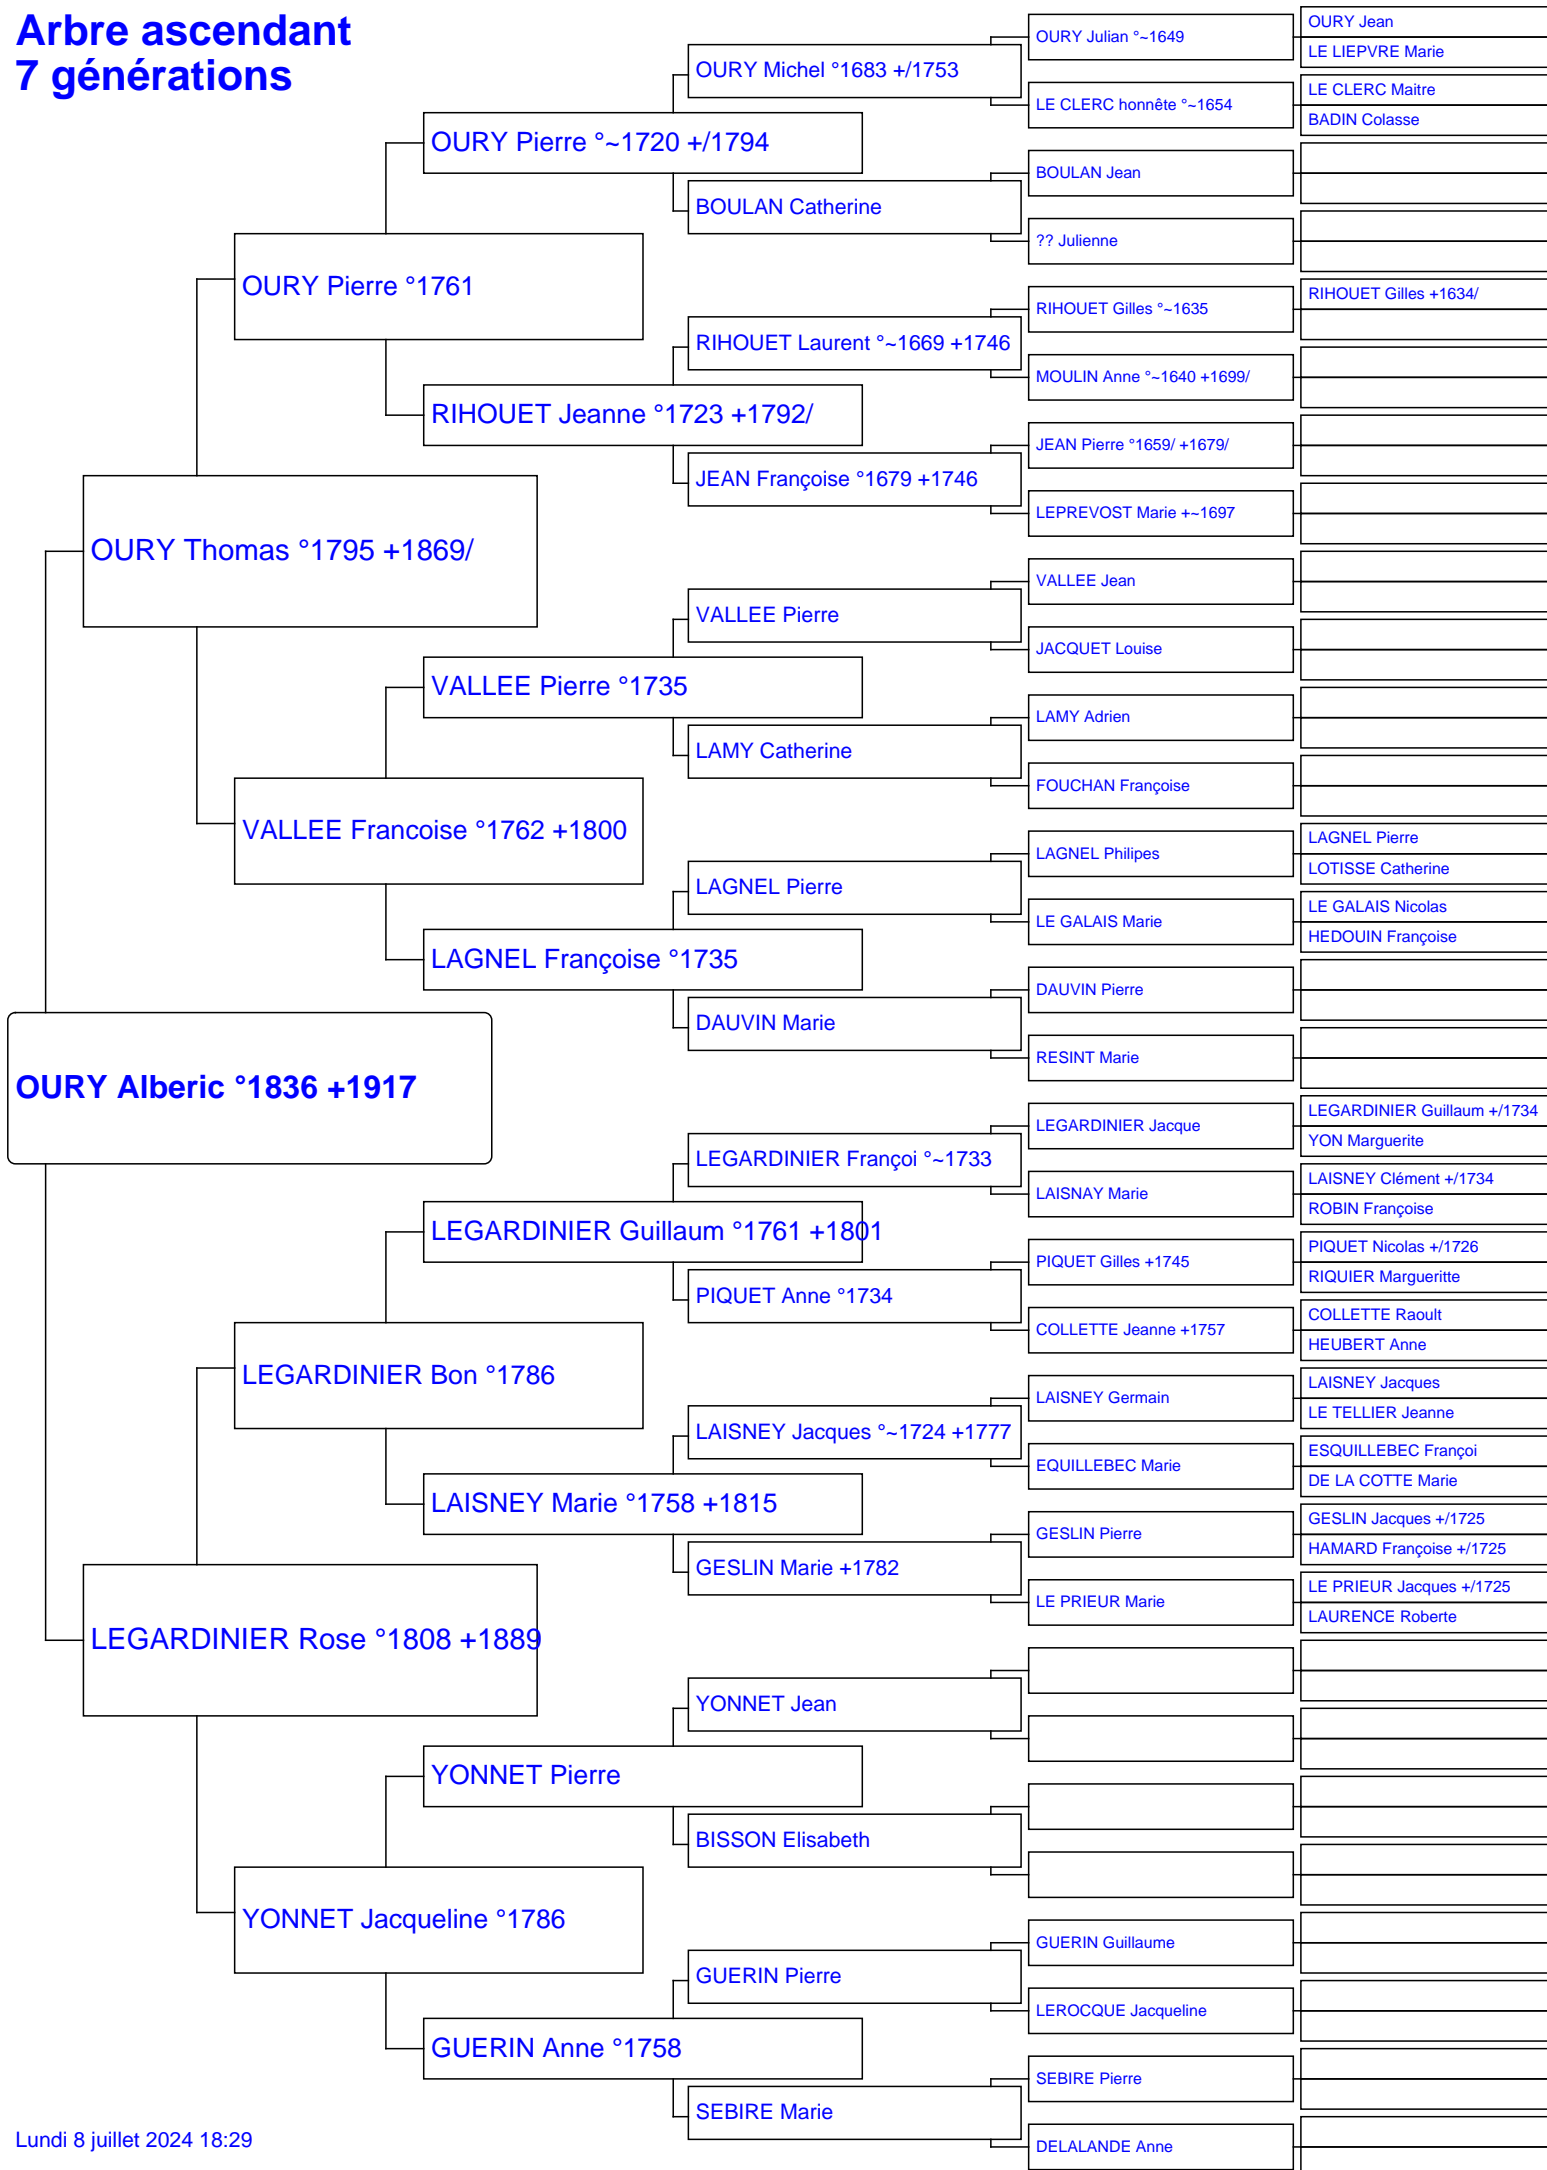 Arbre ascendant
7 générations
OURY Alberic °1836 +1917
OURY Thomas °1795 +1869/
LEGARDINIER Rose °1808 +1889
OURY Pierre °1761
VALLEE Francoise °1762 +1800
LEGARDINIER Bon °1786
YONNET Jacqueline °1786
OURY Pierre °~1720 +/1794
RIHOUET Jeanne °1723 +1792/
VALLEE Pierre °1735
LAGNEL Françoise °1735
LEGARDINIER Guillaum °1761 +1801
LAISNEY Marie °1758 +1815
YONNET Pierre
GUERIN Anne °1758
OURY Michel °1683 +/1753
BOULAN Catherine
RIHOUET Laurent °~1669 +1746
JEAN Françoise °1679 +1746
VALLEE Pierre
LAMY Catherine
LAGNEL Pierre
DAUVIN Marie
LEGARDINIER Françoi °~1733
PIQUET Anne °1734
LAISNEY Jacques °~1724 +1777
GESLIN Marie +1782
YONNET Jean
BISSON Elisabeth
GUERIN Pierre
SEBIRE Marie
OURY Julian °~1649
LE CLERC honnête °~1654
BOULAN Jean
?? Julienne
RIHOUET Gilles °~1635
MOULIN Anne °~1640 +1699/
JEAN Pierre °1659/ +1679/
LEPREVOST Marie +~1697
VALLEE Jean
JACQUET Louise
LAMY Adrien
FOUCHAN Françoise
LAGNEL Philipes
LE GALAIS Marie
DAUVIN Pierre
RESINT Marie
LEGARDINIER Jacque
LAISNAY Marie
PIQUET Gilles +1745
COLLETTE Jeanne +1757
LAISNEY Germain
EQUILLEBEC Marie
GESLIN Pierre
LE PRIEUR Marie
GUERIN Guillaume
LEROCQUE Jacqueline
SEBIRE Pierre
DELALANDE Anne
OURY Jean
LE LIEPVRE Marie
LE CLERC Maitre
BADIN Colasse
RIHOUET Gilles +1634/
LAGNEL Pierre
LOTISSE Catherine
LE GALAIS Nicolas
HEDOUIN Françoise
LEGARDINIER Guillaum +/1734
YON Marguerite
LAISNEY Clément +/1734
ROBIN Françoise
PIQUET Nicolas +/1726
RIQUIER Margueritte
COLLETTE Raoult
HEUBERT Anne
LAISNEY Jacques
LE TELLIER Jeanne
ESQUILLEBEC Françoi
DE LA COTTE Marie
GESLIN Jacques +/1725
HAMARD Françoise +/1725
LE PRIEUR Jacques +/1725
LAURENCE Roberte
Lundi 8 juillet 2024 18:29